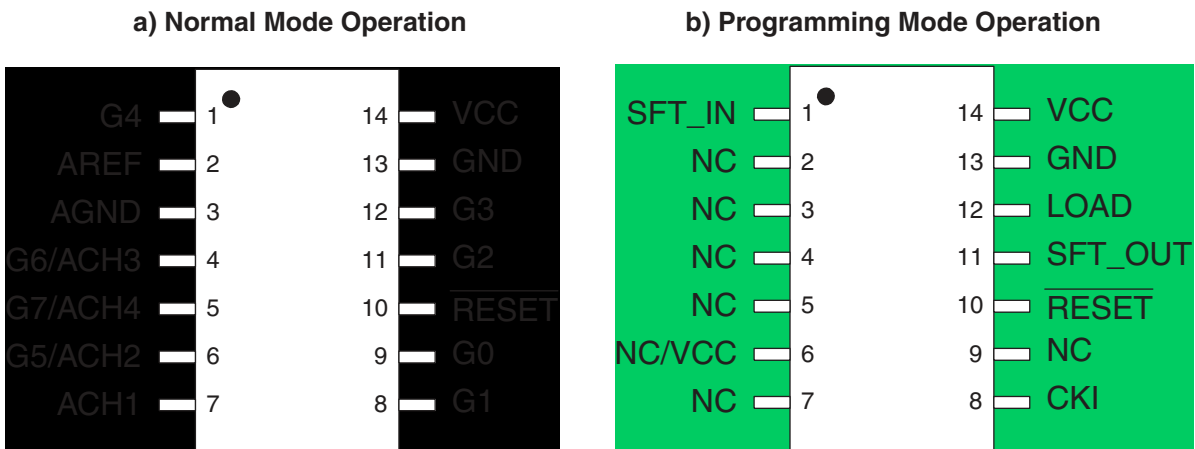 a) Normal Mode Operation
G4 1 14 VCC
AREF 2 13 GND
AGND 3 12 G3
G6/ACH3 4 11 G2
G7/ACH4 5 10 RESET
G5/ACH2 6 9 G0
ACH1 7 8 G1
b) Programming Mode Operation
SFT_IN 1 14 VCC
NC 2 13 GND
NC 3 12 LOAD
NC 4 11 SFT_OUT
NC 5 10 RESET
NC/VCC 6 9 NC
NC 7 8 CKI